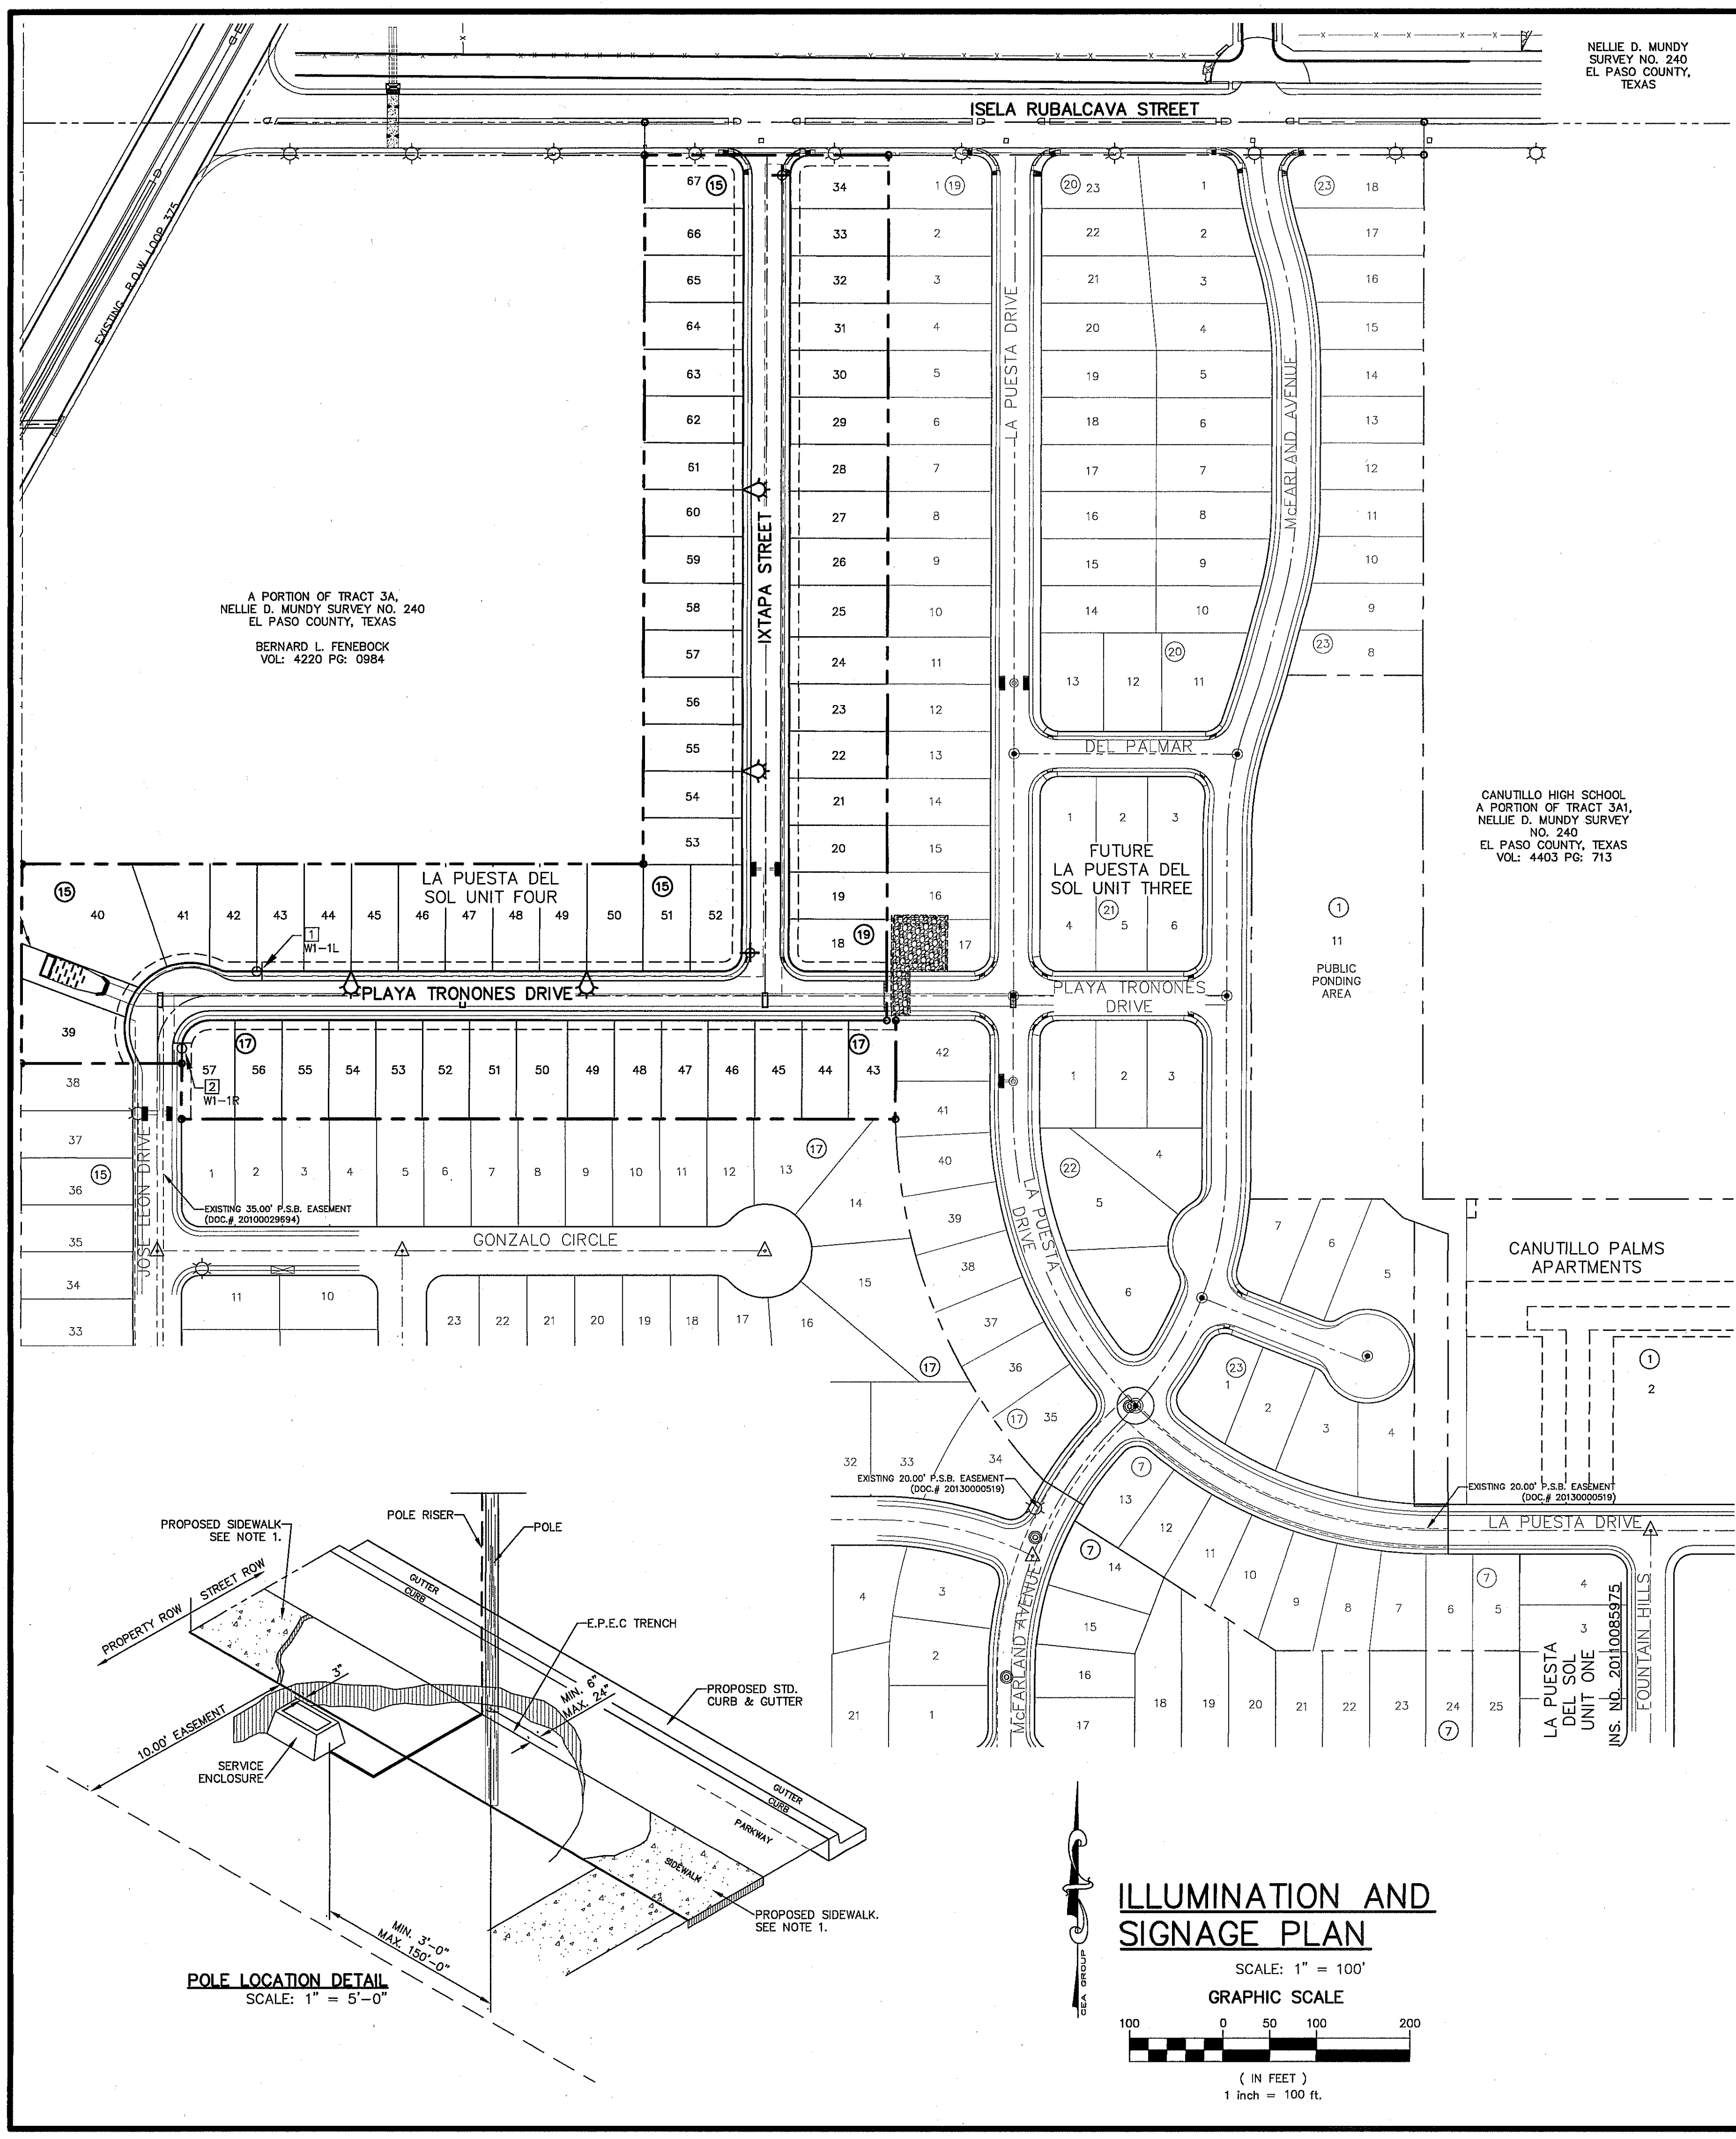 NELLIE D. MUNDY
SURVEY NO. 240
EL PASO COUNTY,
TEXAS
ISELA RUBALCAVA STREET
EXISTING R.O.W. LOOP 375
67 15
66
65
64
63
62
61
60
59
58
57
56
55
54
53
IXTAPA STREET
34
33
32
31
30
29
28
27
26
25
24
23
22
21
20
19
18 19
1 19
2
3
4
5
6
7
8
9
10
11
12
13
14
15
16
17
LA PUESTA DRIVE
20 23
22
21
20
19
18
17
16
15
14
13 12 11
1
2
3
4
5
6
7
8
9
10
20
McFARLAND AVENUE
23 18
17
16
15
14
13
12
11
10
9
23 8
A PORTION OF TRACT 3A,
NELLIE D. MUNDY SURVEY NO. 240
EL PASO COUNTY, TEXAS
BERNARD L. FENEBOCK
VOL: 4220 PG: 0984
DEL PALMAR
1 2 3
FUTURE
LA PUESTA DEL
SOL UNIT THREE
21
4 5 6
CANUTILLO HIGH SCHOOL
A PORTION OF TRACT 3A1,
NELLIE D. MUNDY SURVEY
NO. 240
EL PASO COUNTY, TEXAS
VOL: 4403 PG: 713
1
11
PUBLIC
PONDING
AREA
LA PUESTA DEL
SOL UNIT FOUR
15 15
40 41 42 43 44 45 46 47 48 49 50 51 52
1
W1-1L
PLAYA TRONONES DRIVE
PLAYA TRONONES
DRIVE
39
17 17
57 56 55 54 53 52 51 50 49 48 47 46 45 44 43
2
W1-1R
38
37
15
36
35
34
33
JOSE LEON DRIVE
1 2 3 4 5 6 7 8 9 10 11 12 13 17
14
15
16
EXISTING 35.00' P.S.B. EASEMENT
(DOC.# 20100029694)
GONZALO CIRCLE
11 10
23 22 21 20 19 18 17
42
41
40
39
38
37
36
17
17 35
34
33
32
LA PUESTA
DRIVE
1 2 3
4
22
5
6
7
6
5
23
1
2
3
4
CANUTILLO PALMS
APARTMENTS
1
2
EXISTING 20.00' P.S.B. EASEMENT
(DOC.# 20130000519)
EXISTING 20.00' P.S.B. EASEMENT
(DOC.# 20130000519)
LA PUESTA DRIVE
7
13
12
11
10
9
8
7
6
5
7
4
3
7
14
15
16
17
18 19 20 21 22 23 24 25
7
4
3
2
1
21
McFARLAND AVENUE
LA PUESTA
DEL SOL
UNIT ONE
INS. NO. 20110085975
FOUNTAIN HILLS
PROPOSED SIDEWALK
SEE NOTE 1.
POLE RISER
POLE
PROPERTY ROW
STREET ROW
GUTTER
CURB
E.P.E.C TRENCH
3"
MIN. 6"
MAX. 24"
PROPOSED STD.
CURB & GUTTER
10.00' EASEMENT
SERVICE
ENCLOSURE
GUTTER
CURB
PARKWAY
SIDEWALK
PROPOSED SIDEWALK.
SEE NOTE 1.
MIN. 3'-0"
MAX. 150'-0"
POLE LOCATION DETAIL
SCALE: 1" = 5'-0"
CEA GROUP
ILLUMINATION AND
SIGNAGE PLAN
SCALE: 1" = 100'
GRAPHIC SCALE
100 0 50 100 200
( IN FEET )
1 inch = 100 ft.